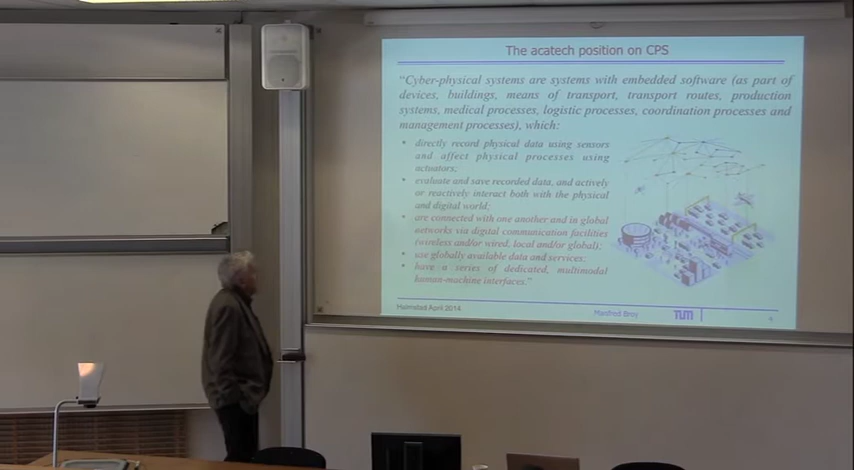 The acatech position on CPS
"Cyber-physical systems are systems with embedded software (as part of
devices, buildings, means of transport, transport routes, production
systems, medical processes, logistic processes, coordination processes and
management processes), which:
• directly record physical data using sensors
and affect physical processes using
actuators;
• evaluate and save recorded data, and actively
or reactively interact both with the physical
and digital world;
• are connected with one another and in global
networks via digital communication facilities
(wireless and/or wired, local and/or global);
• use globally available data and services;
• have a series of dedicated, multimodal
human-machine interfaces."
Halmstad April 2014
Manfred Broy
TUM